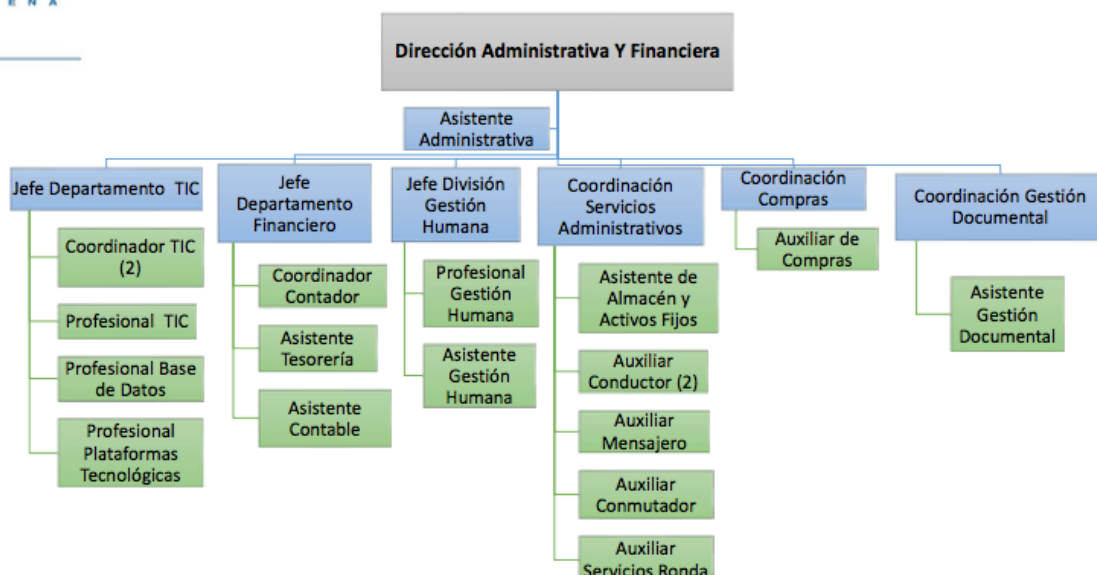 E N A
Dirección Administrativa Y Financiera
Asistente
Administrativa
Jefe Departamento TIC
Coordinador TIC
(2)
Profesional TIC
Profesional Base
de Datos
Profesional
Plataformas
Tecnológicas
Jefe
Departamento
Financiero
Coordinador
Contador
Asistente
Tesorería
Asistente
Contable
Jefe División
Gestión
Humana
Profesional
Gestión
Humana
Asistente
Gestión
Humana
Coordinación
Servicios
Administrativos
Asistente de
Almacén y
Activos Fijos
Auxiliar
Conductor (2)
Auxiliar
Mensajero
Auxiliar
Conmutador
Auxiliar
Servicios Ronda
Coordinación
Compras
Auxiliar de
Compras
Coordinación Gestión
Documental
Asistente
Gestión
Documental